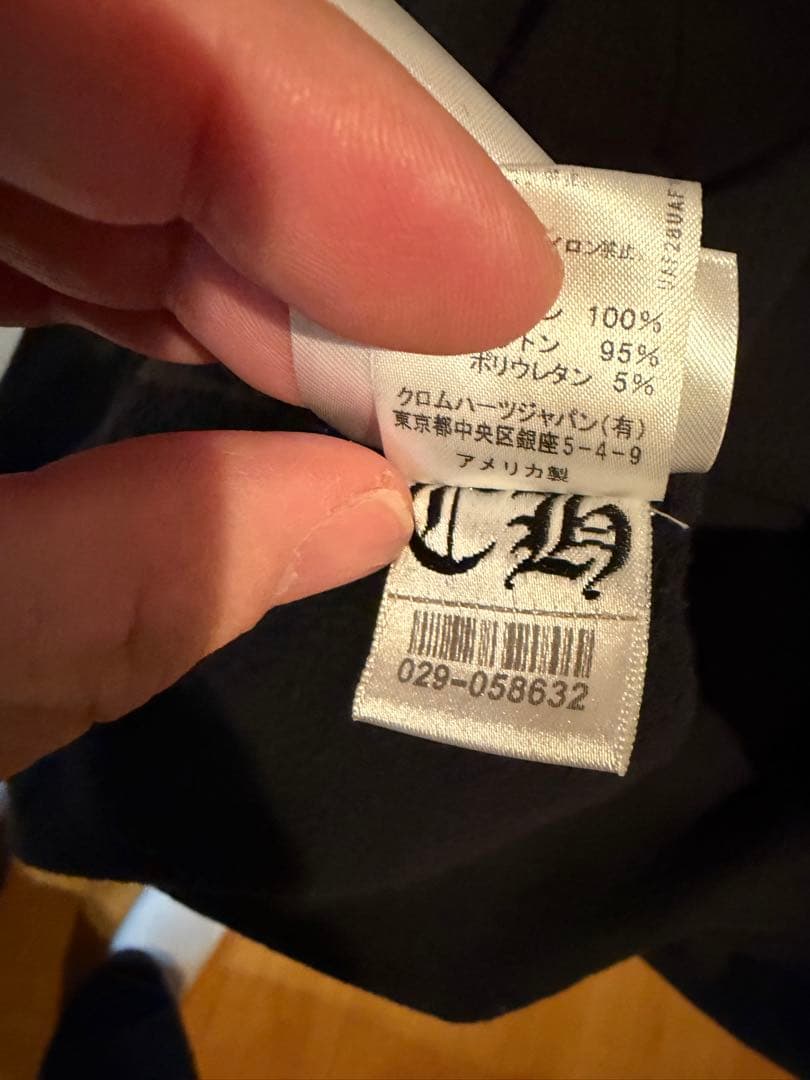 イロン禁止
ン 100%
トン 95%
ポリウレタン 5%
クロムハーツジャパン(有)
東京都中央区銀座5-4-9
アメリカ製
UAF28UAF
CH
029-058632